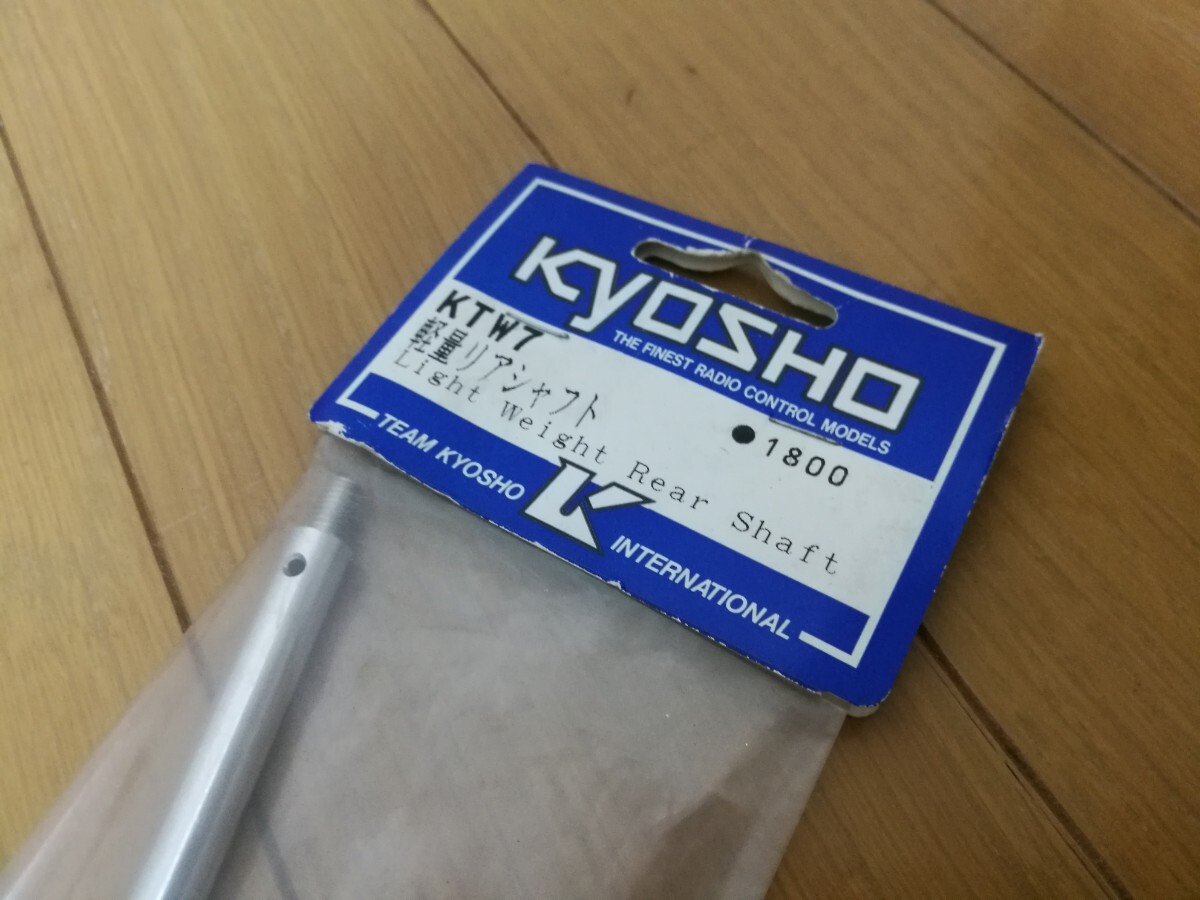 KYOSHO
THE FINEST RADIO CONTROL MODELS
KTW7
軽量リアシャフト
●1800
Light Weight Rear Shaft
TEAM KYOSHO K INTERNATIONAL